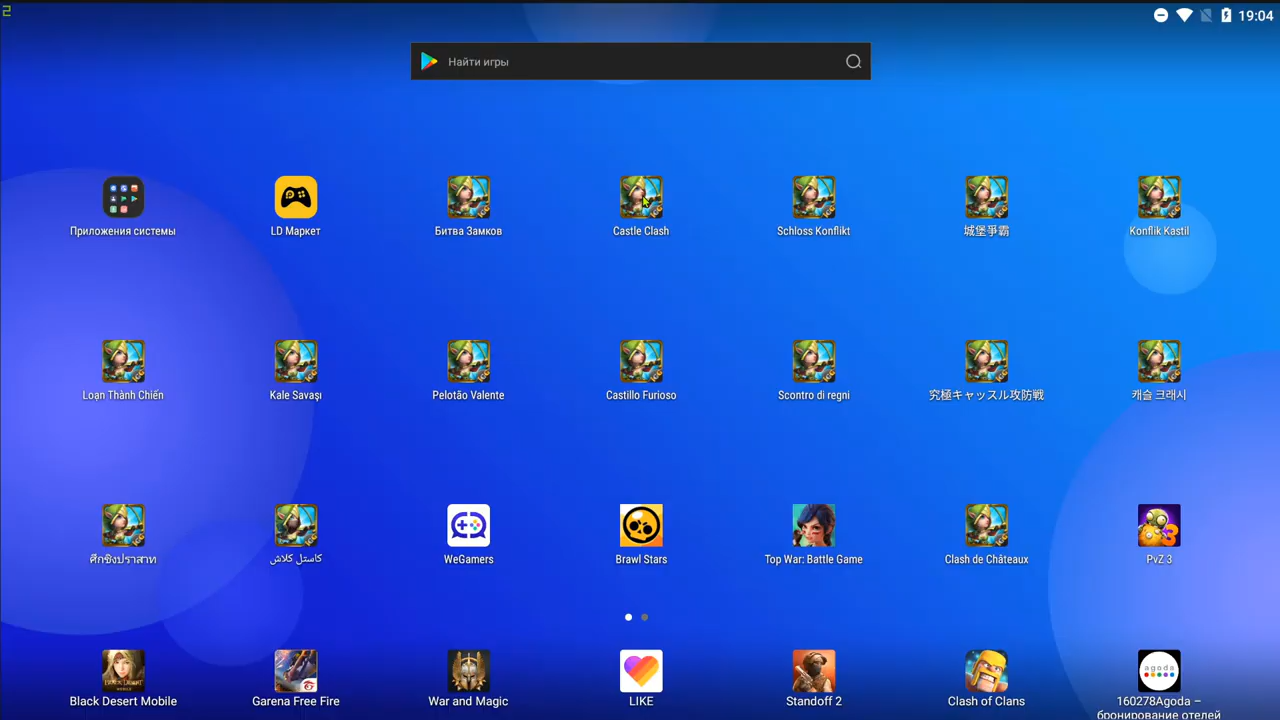 2
19:04
Найти игры
Приложения системы
LD Маркет
Битва Замков
Castle Clash
Schloss Konflikt
城堡爭霸
Konflik Kastil
Loạn Thành Chiến
Kale Savaşı
Pelotão Valente
Castillo Furioso
Scontro di regni
究極キャッスル攻防戦
캐슬 크래시
ศึกชิงปราสาท
كاستل كلاش
WeGamers
Brawl Stars
Top War: Battle Game
Clash de Châteaux
PvZ 3
Black Desert Mobile
Garena Free Fire
War and Magic
LIKE
Standoff 2
Clash of Clans
agoda
160278Agoda –
бронирование отелей